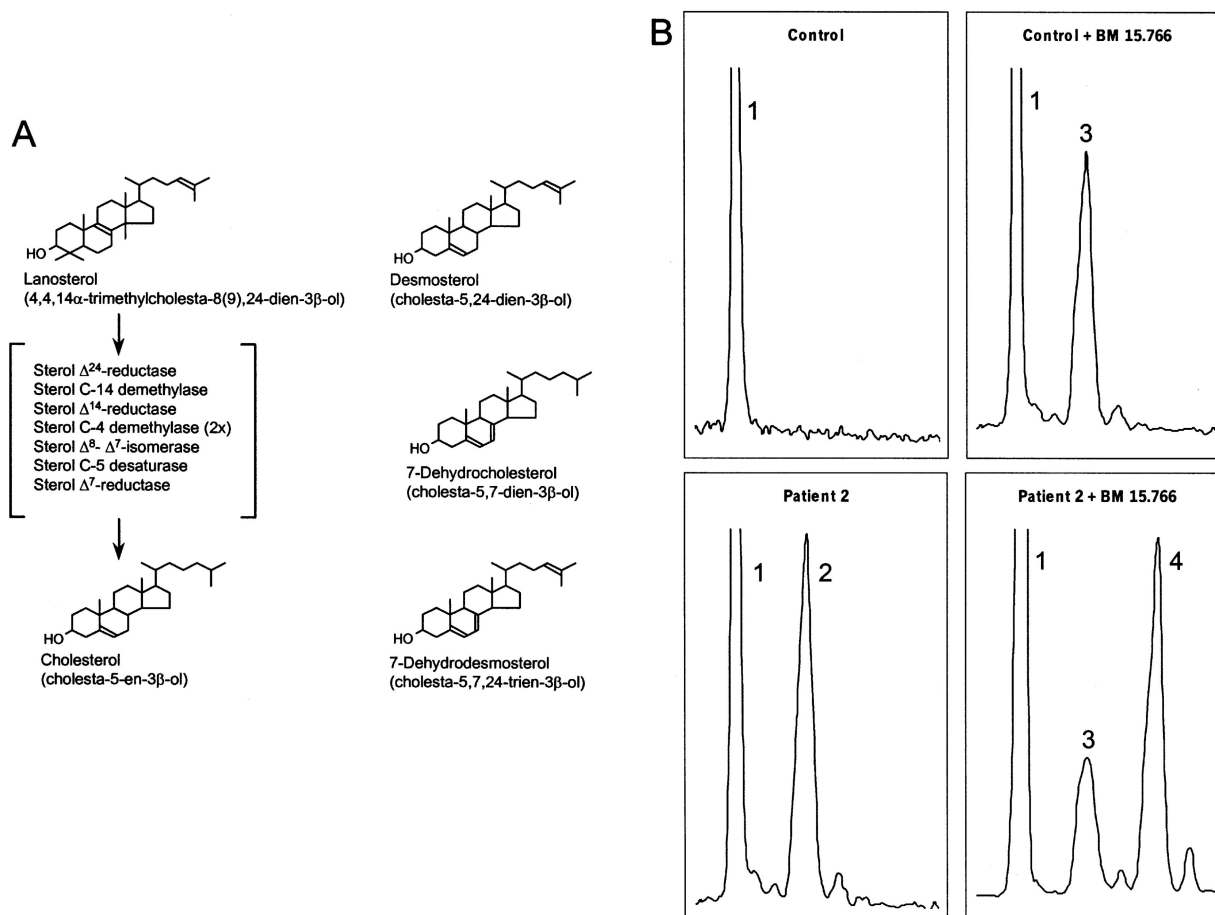 A
HO
Lanosterol
(4,4,14α-trimethylcholesta-8(9),24-dien-3β-ol)
Sterol Δ²⁴-reductase
Sterol C-14 demethylase
Sterol Δ¹⁴-reductase
Sterol C-4 demethylase (2x)
Sterol Δ⁸- Δ⁷-isomerase
Sterol C-5 desaturase
Sterol Δ⁷-reductase
HO
Cholesterol
(cholesta-5-en-3β-ol)
HO
Desmosterol
(cholesta-5,24-dien-3β-ol)
HO
7-Dehydrocholesterol
(cholesta-5,7-dien-3β-ol)
HO
7-Dehydrodesmosterol
(cholesta-5,7,24-trien-3β-ol)
B
Control
1
Control + BM 15.766
1
3
Patient 2
1
2
Patient 2 + BM 15.766
1
3
4